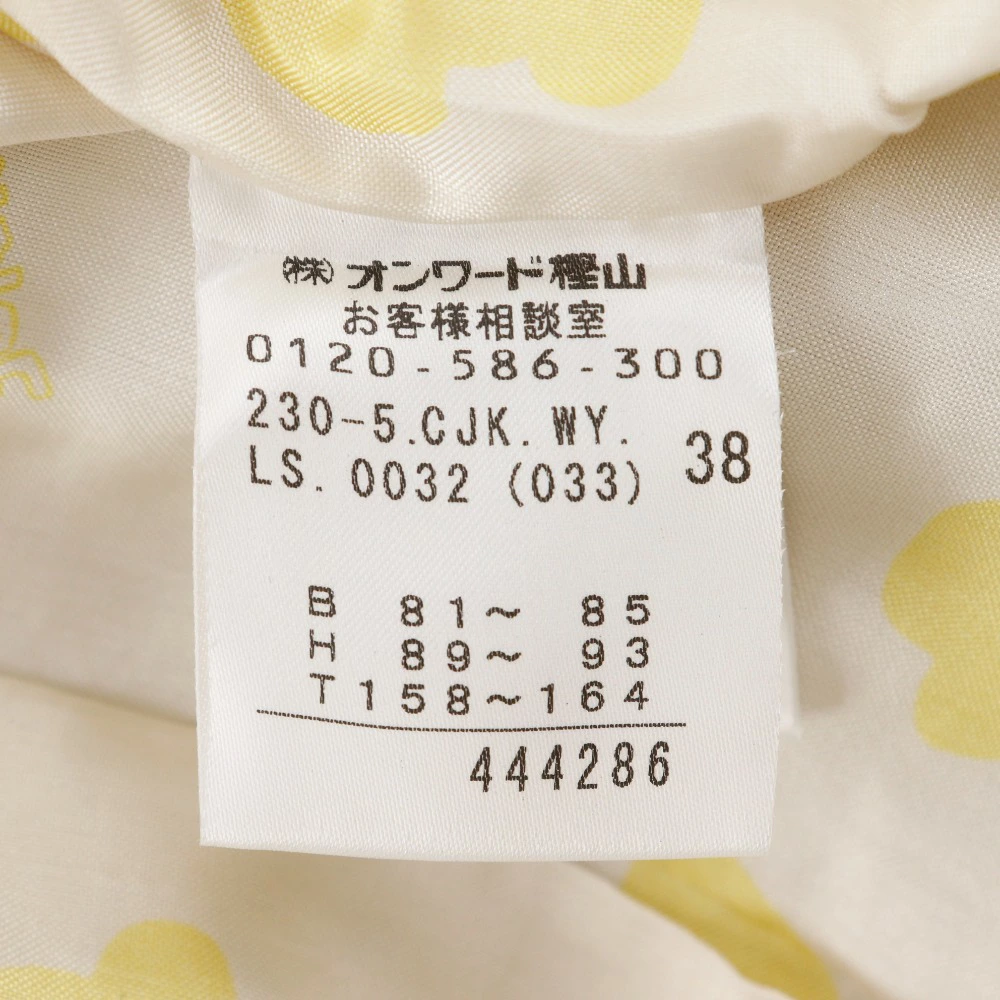 ㈱オンワード樫山
お客様相談室
0120-586-300
230-5.CJK.WY.
LS. 0032 (033) 38
B 81~ 85
H 89~ 93
T158~164
444286